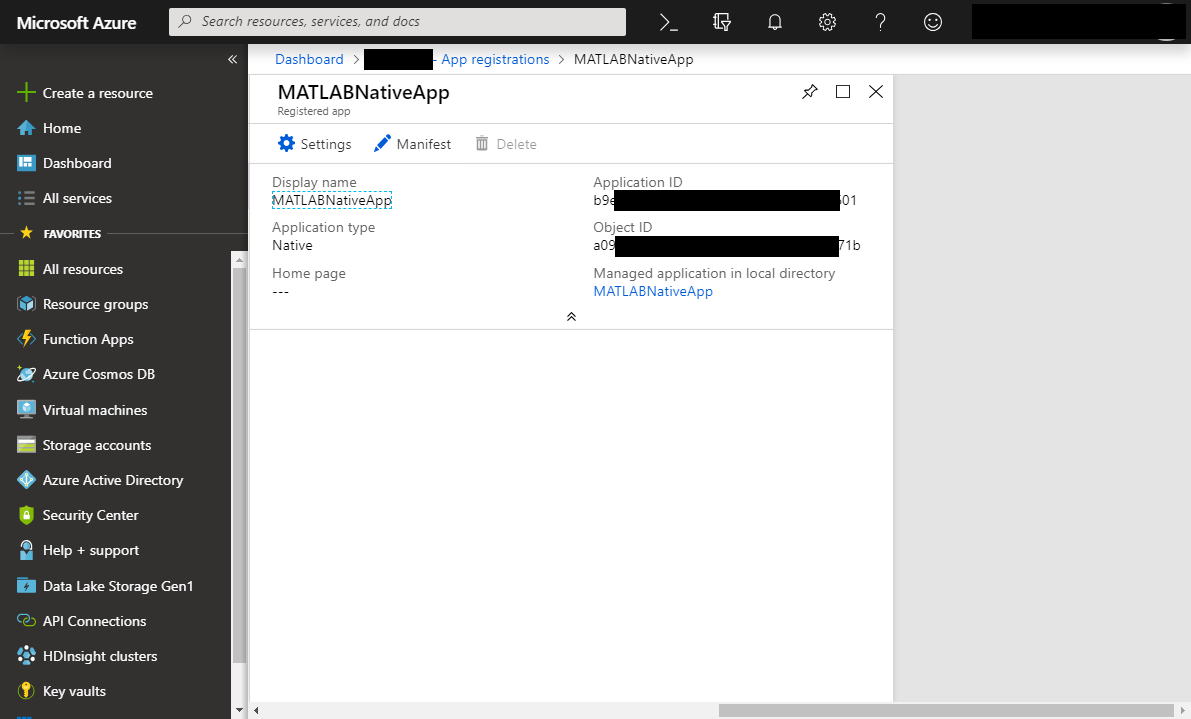 Microsoft Azure
Search resources, services, and docs
Dashboard > - App registrations > MATLABNativeApp
Create a resource
Home
Dashboard
All services
FAVORITES
All resources
Resource groups
Function Apps
Azure Cosmos DB
Virtual machines
Storage accounts
Azure Active Directory
Security Center
Help + support
Data Lake Storage Gen1
API Connections
HDInsight clusters
Key vaults
MATLABNativeApp
Registered app
Settings Manifest Delete
Display name
MATLABNativeApp
Application type
Native
Home page
---
Application ID
b9e 01
Object ID
a09 71b
Managed application in local directory
MATLABNativeApp